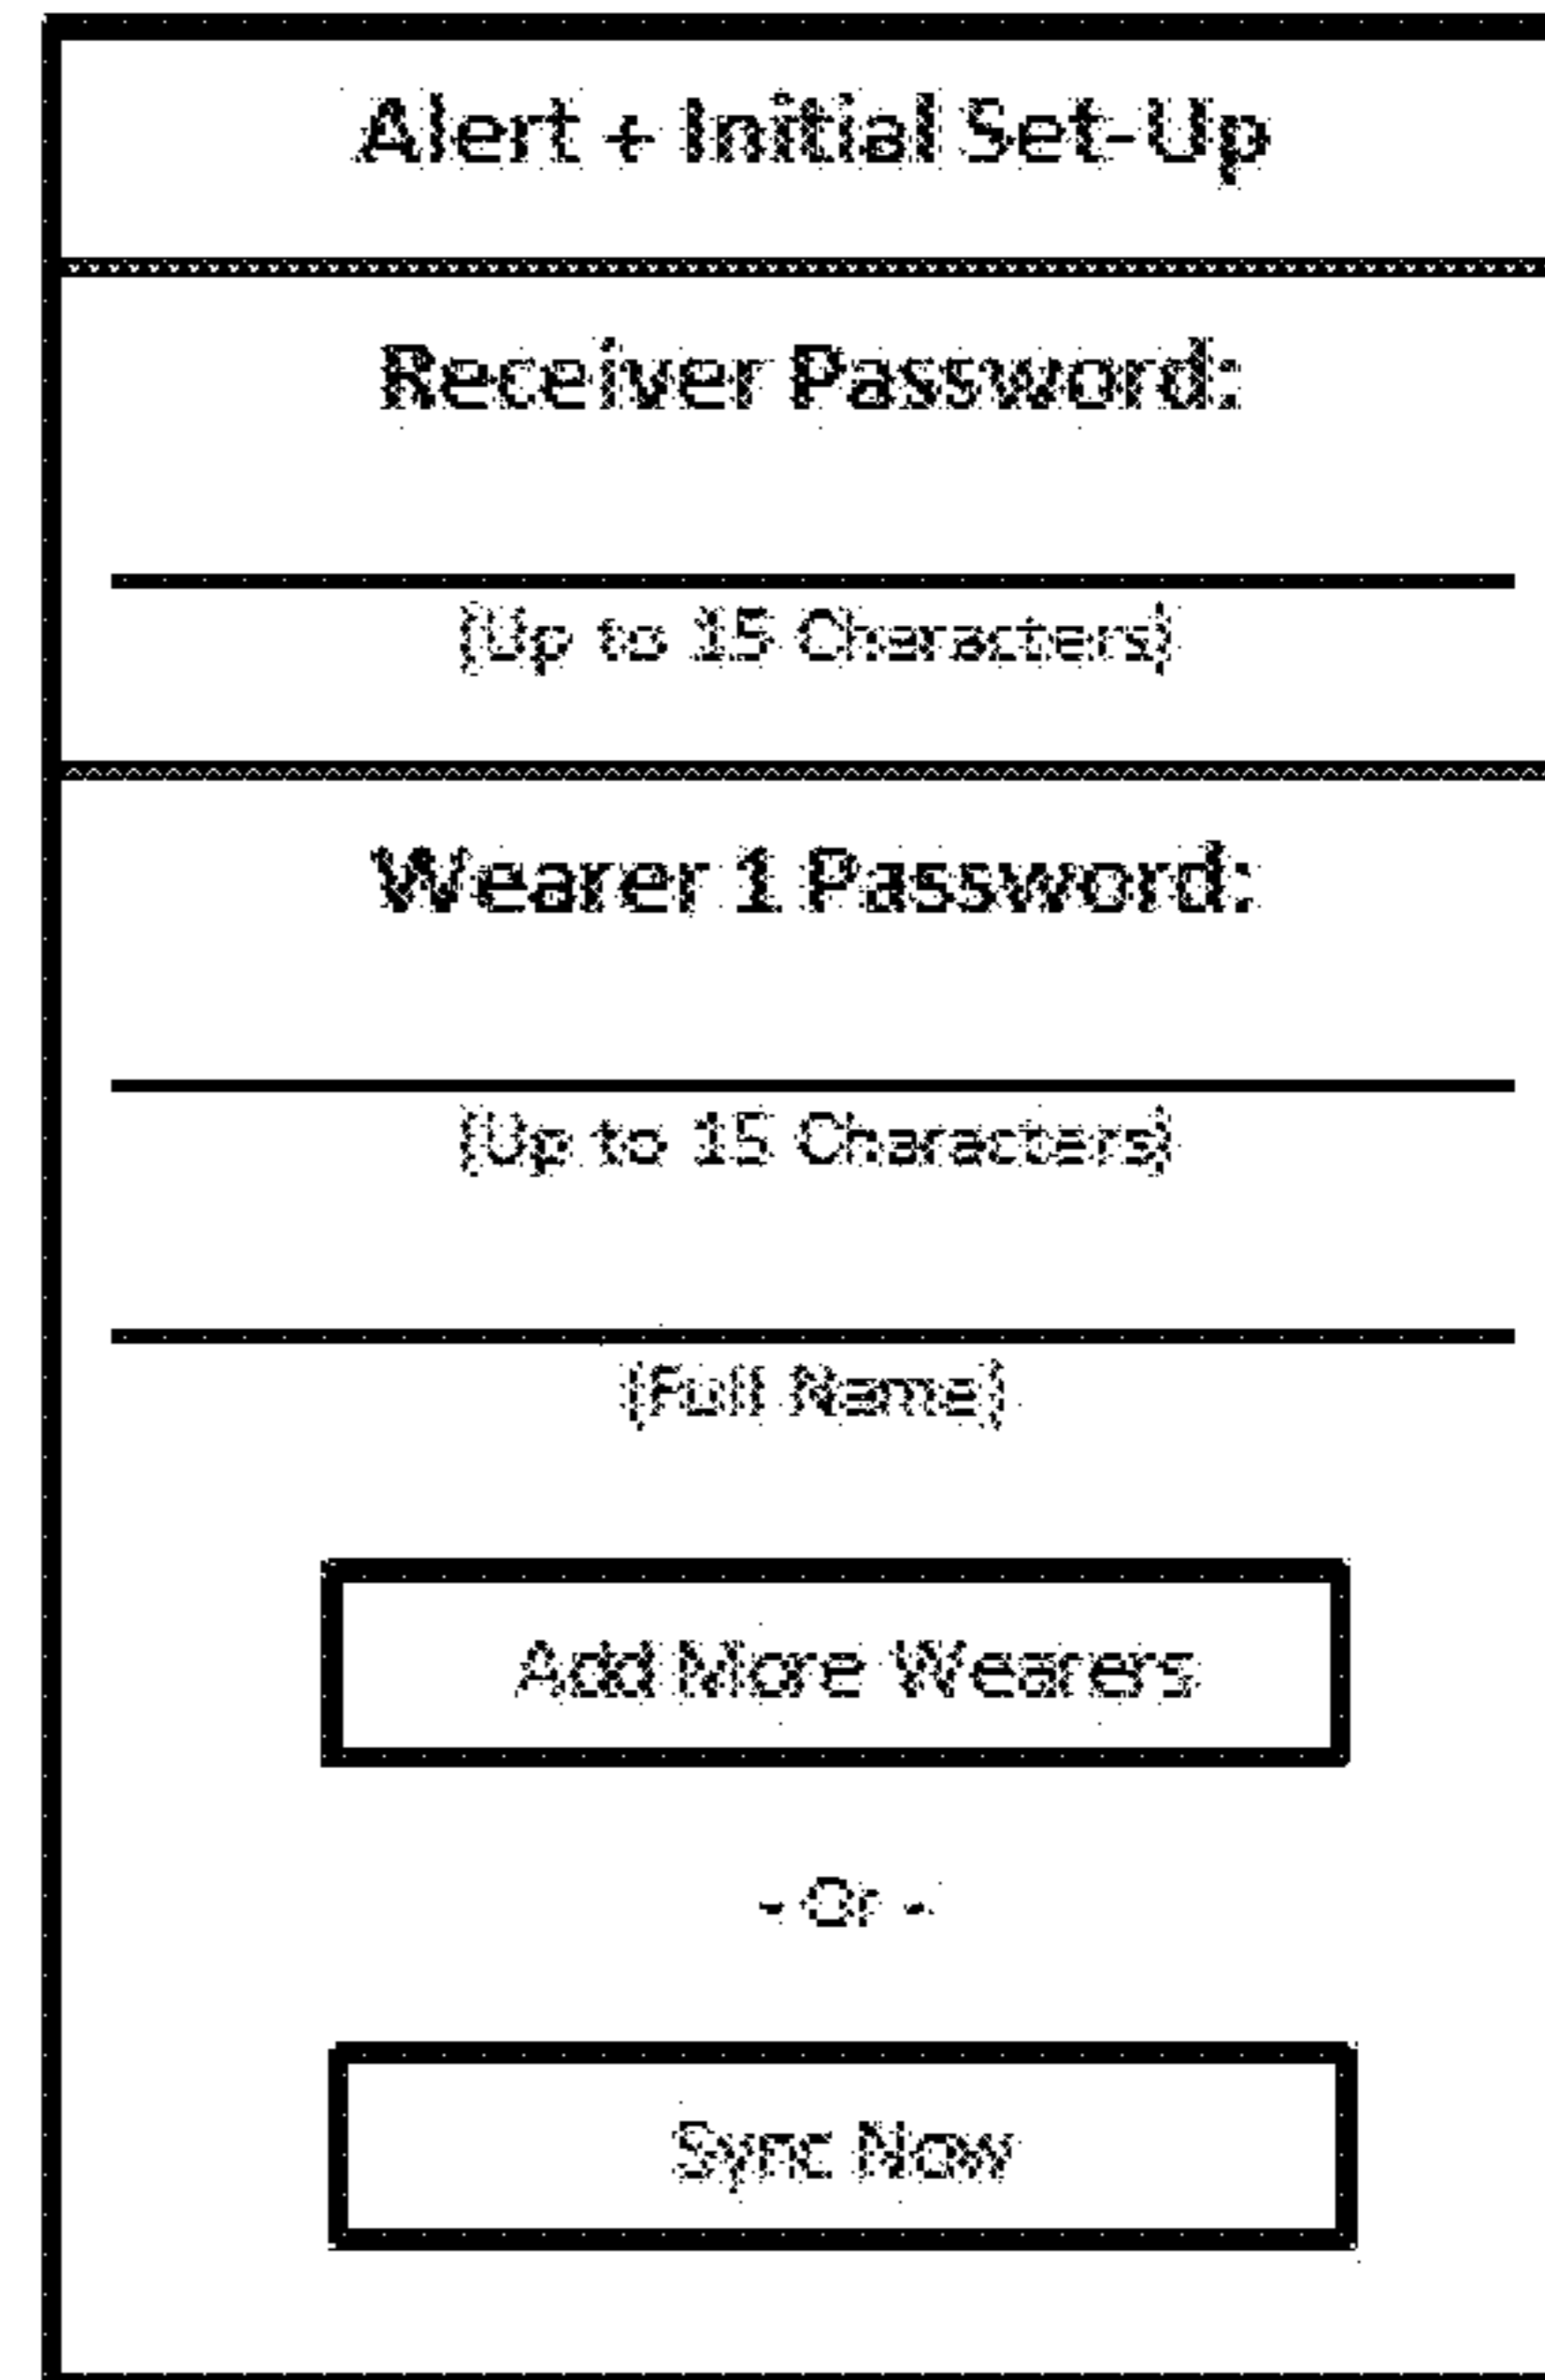 Alert + Initial Set-Up
Receiver Password:
(Up to 15 Characters)
Wearer 1 Password:
(Up to 15 Characters)
(Full Name)
Add More Wearers
- Or -
Sync Now